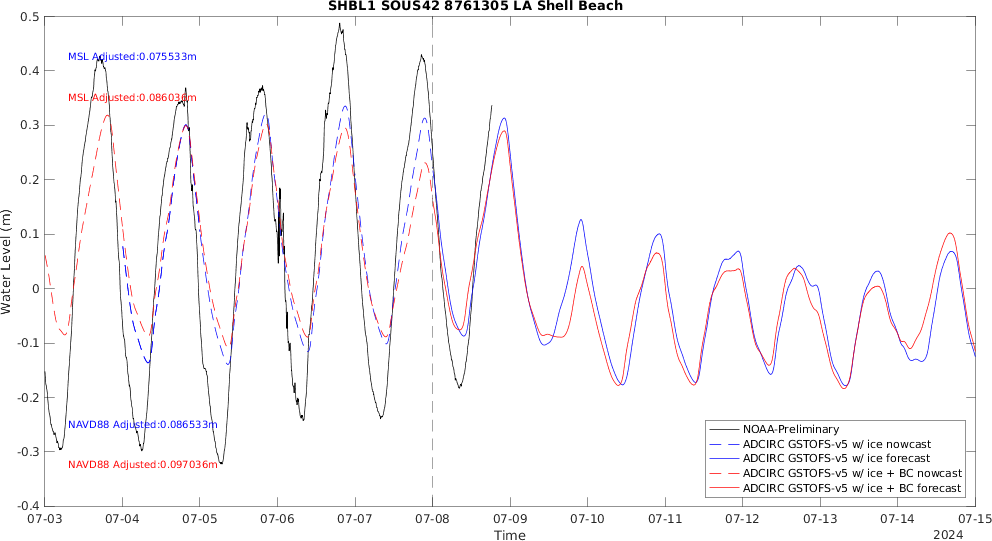 SHBL1 SOUS42 8761305 LA Shell Beach
Water Level (m)
0.5
0.4
0.3
0.2
0.1
0
-0.1
-0.2
-0.3
-0.4
MSL Adjusted:0.075533m
MSL Adjusted:0.086036m
NAVD88 Adjusted:0.086533m
NAVD88 Adjusted:0.097036m
NOAA-Preliminary
ADCIRC GSTOFS-v5 w/ ice nowcast
ADCIRC GSTOFS-v5 w/ ice forecast
ADCIRC GSTOFS-v5 w/ ice + BC nowcast
ADCIRC GSTOFS-v5 w/ ice + BC forecast
07-03 07-04 07-05 07-06 07-07 07-08 07-09 07-10 07-11 07-12 07-13 07-14 07-15
Time
2024